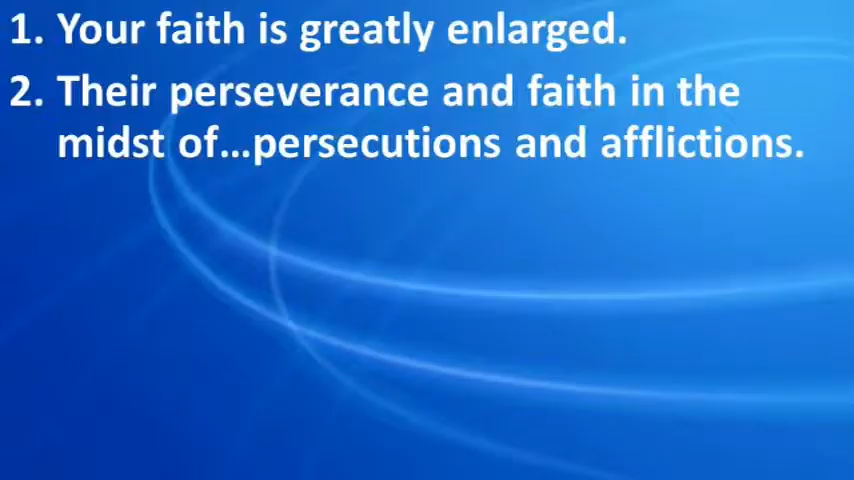 1. Your faith is greatly enlarged.
2. Their perseverance and faith in the
midst of…persecutions and afflictions.